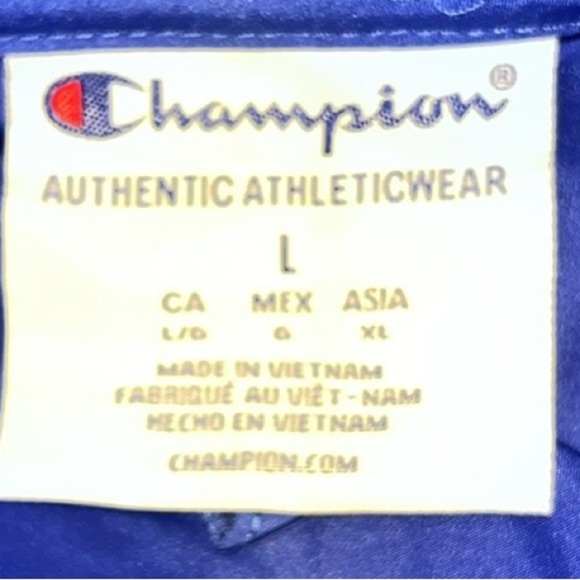 Champion®
AUTHENTIC ATHLETICWEAR
L
CA MEX ASIA
L/G G XL
MADE IN VIETNAM
FABRIQUÉ AU VIÊT-NAM
HECHO EN VIETNAM
CHAMPION.COM